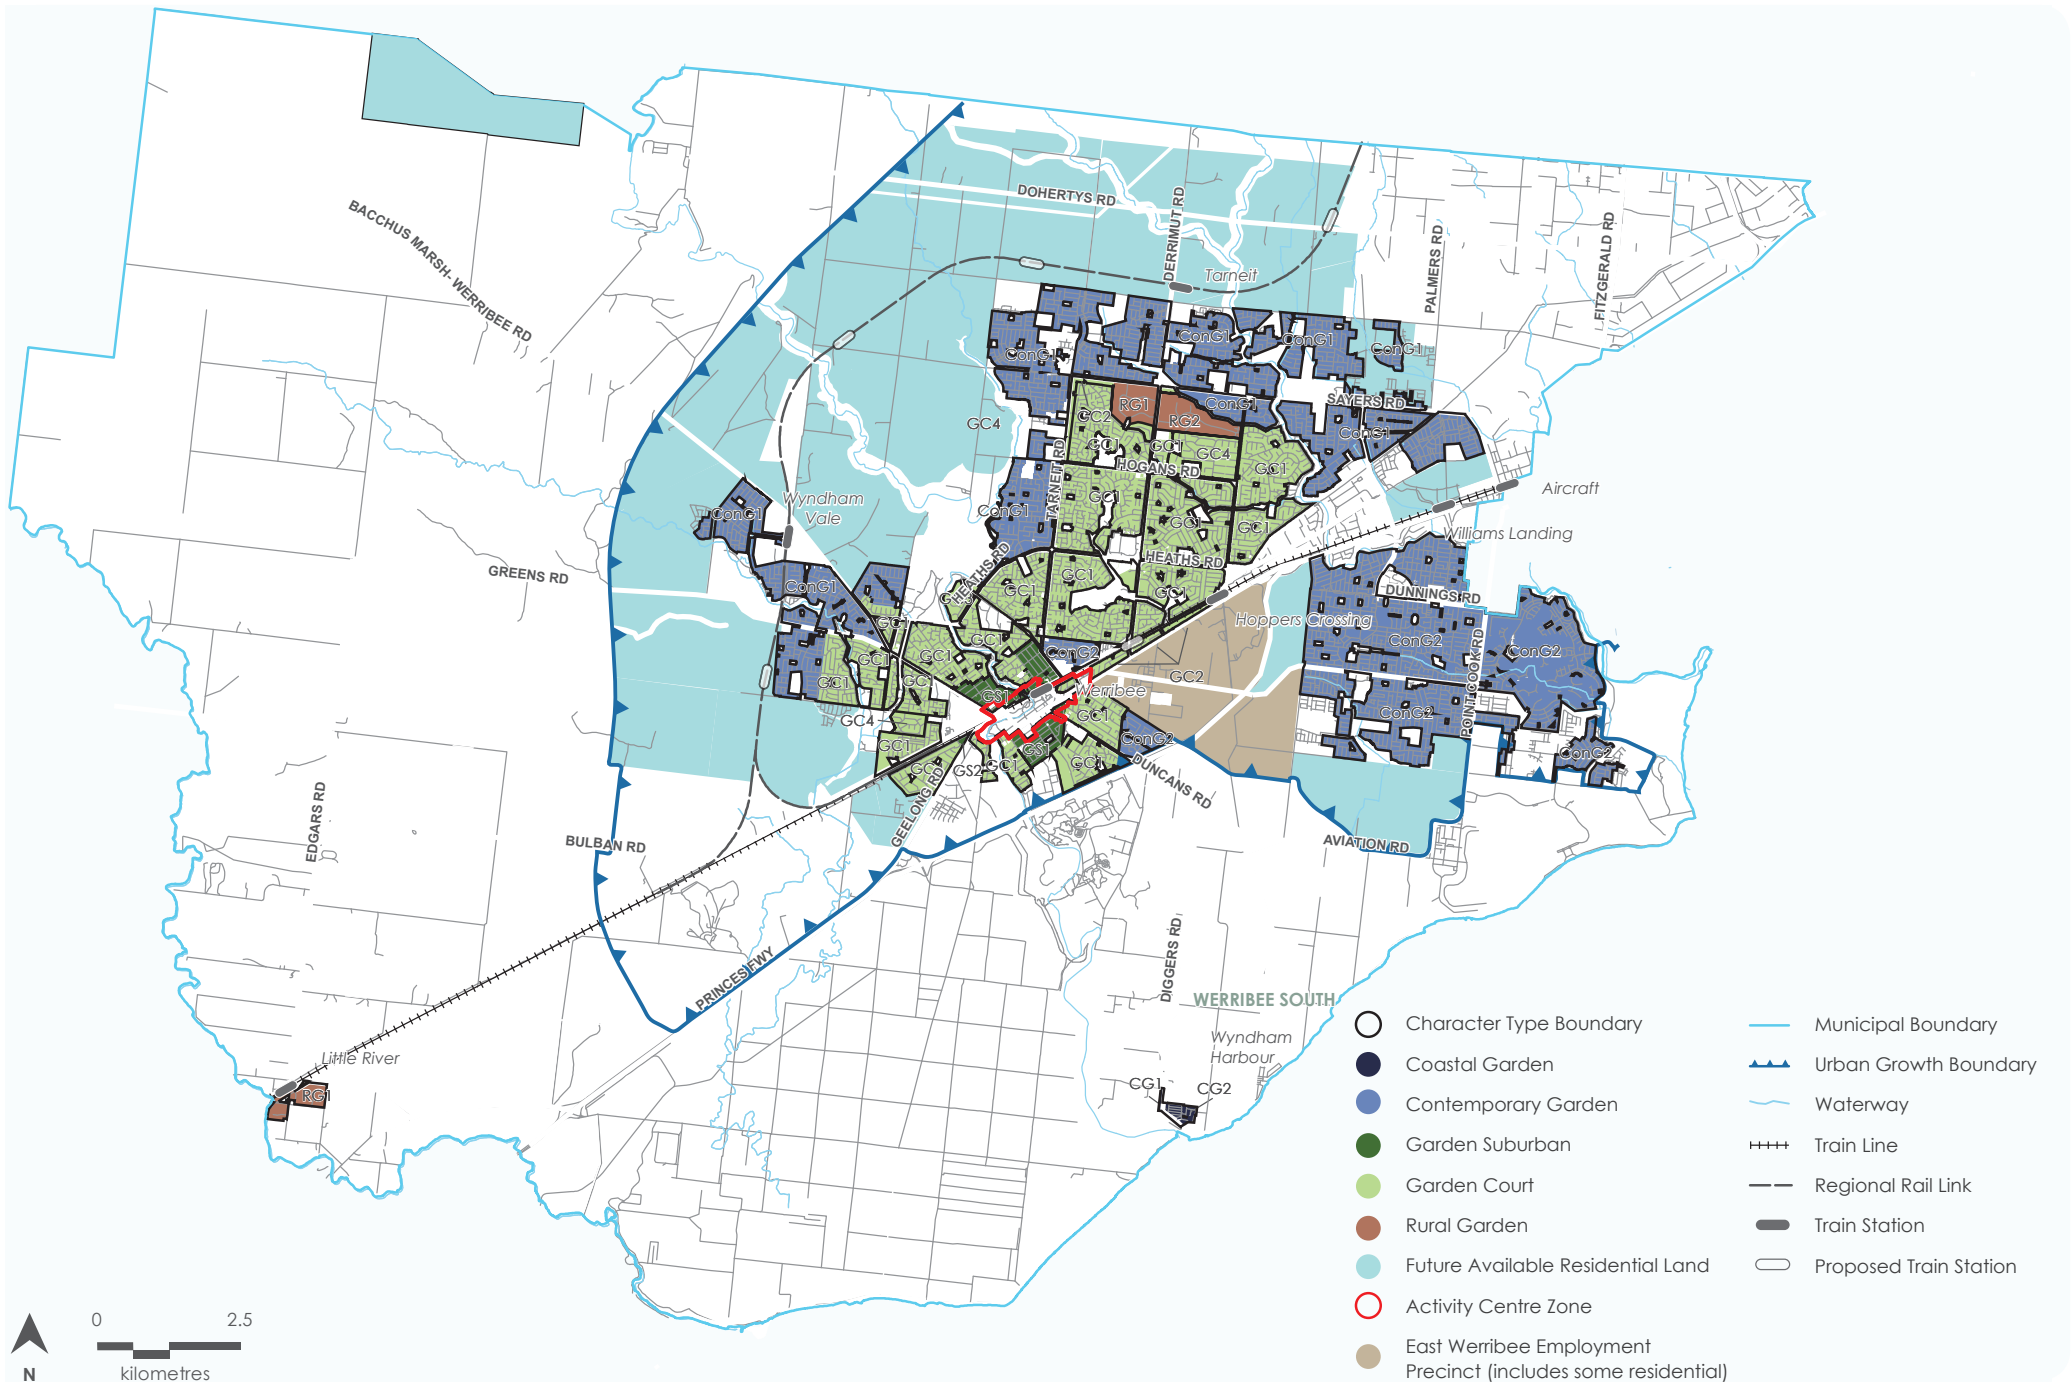 DOHERTYS RD
DERRIMUT RD
PALMERS RD
FITZGERALD RD
BACCHUS MARSH- WERRIBEE RD
Tarneit
ConG1
ConG1
ConG1
ConG1
RG1
ConG1
SAYERS RD
GC2
RG2
GC4
ConG1
GC1
GC1
GC4
TARNEIT RD
HOGANS RD
GC1
Aircraft
Wyndham
Vale
ConG1
GC1
ConG1
GC1
GC1
Williams Landing
GREENS RD
HEATHS RD
HEATHS RD
ConG1
GC1
GC1
GC1
DUNNINGS RD
Hoppers Crossing
GC1
GC1
ConG2
POINT COOK RD
ConG2
GC1
GC1
ConG2
GC1
GC1
GC2
GS1
Werribee
GC4
GC1
ConG2
GC1
GS1
ConG2
ConG2
GC1
GS2
GC1
GC1
DUNCANS RD
EDGARS RD
GEELONG RD
BULBAN RD
AVIATION RD
PRINCES FWY
DIGGERS RD
WERRIBEE SOUTH
Wyndham
Harbour
Little River
RG1
CG1
CG2
Character Type Boundary
Coastal Garden
Contemporary Garden
Garden Suburban
Garden Court
Rural Garden
Future Available Residential Land
Activity Centre Zone
East Werribee Employment
Precinct (includes some residential)
Municipal Boundary
Urban Growth Boundary
Waterway
Train Line
Regional Rail Link
Train Station
Proposed Train Station
0
2.5
kilometres
N